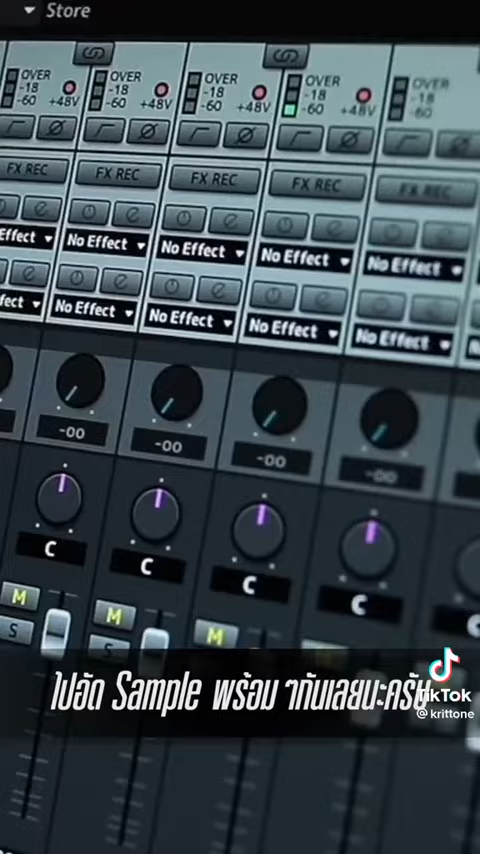 Store
OVER OVER OVER OVER OVER
-18 -18 -18 -18 -18
-60 +48V -60 +48V -60 +48V -60 +48V -60
FX REC FX REC FX REC FX REC FX REC
Effect No Effect No Effect No Effect No Effect
ect No Effect No Effect No Effect No Effect
-oo -oo -oo -oo
C C C C C
M M M
S S
ไปอัด Sample พร้อม ๆกันเลยนะครับ
TikTok
@krittone